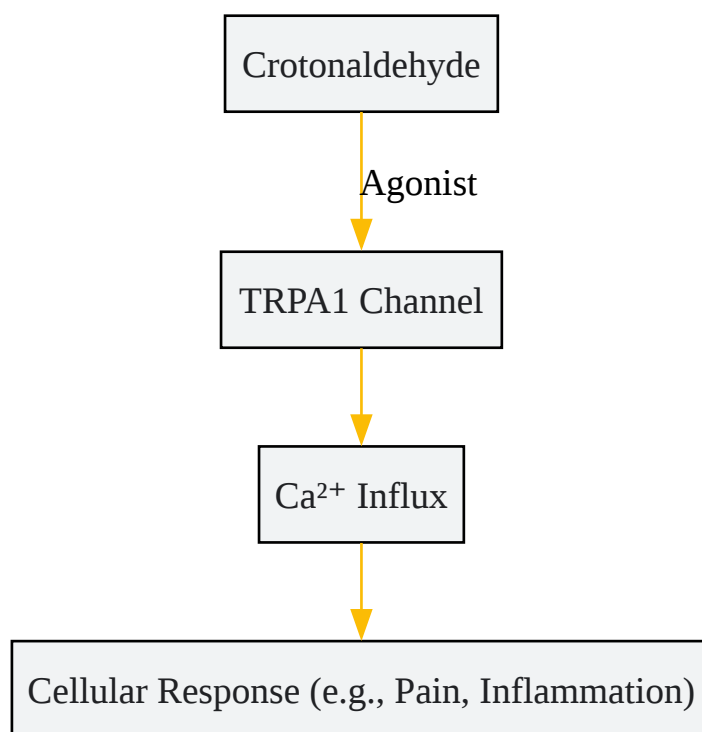 Crotonaldehyde
Agonist
TRPA1 Channel
Ca²⁺ Influx
Cellular Response (e.g., Pain, Inflammation)